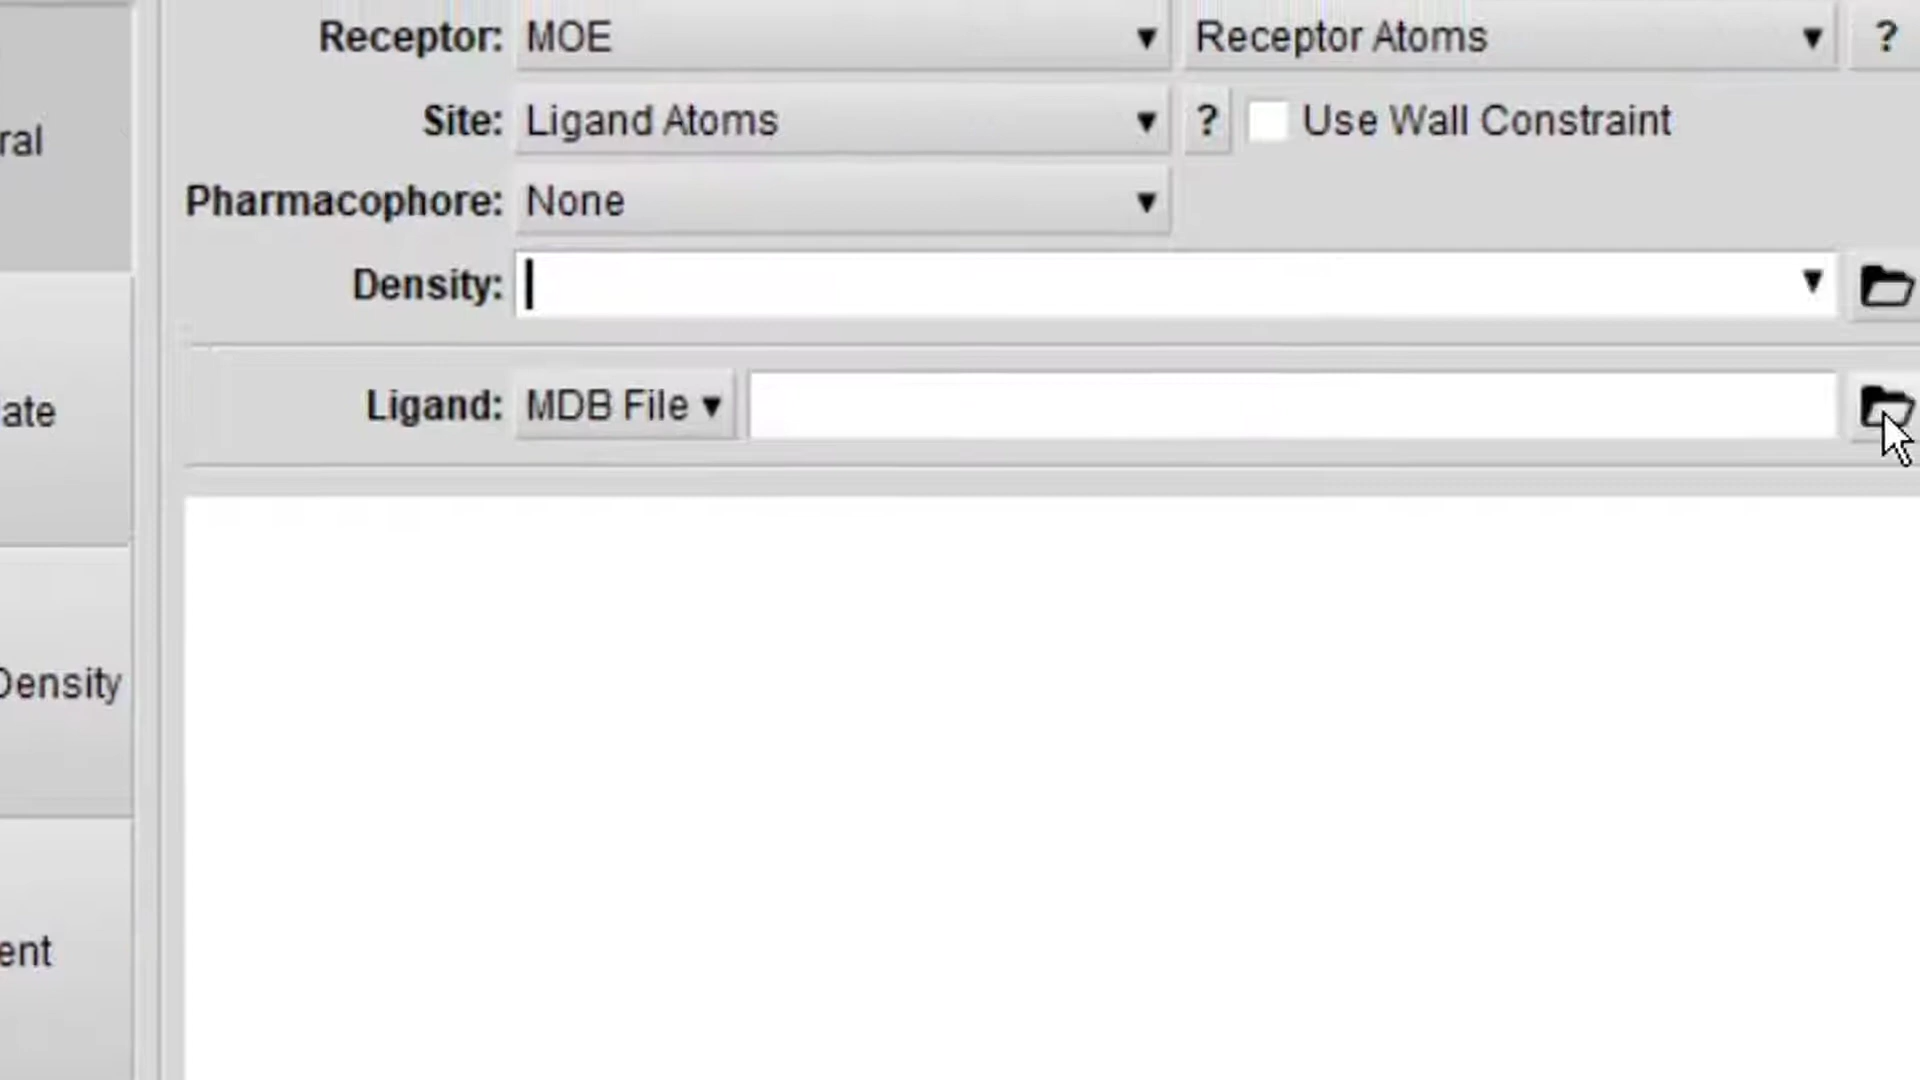 Receptor: MOE ▼ Receptor Atoms ▼ ?
Site: Ligand Atoms ▼ ? Use Wall Constraint
Pharmacophore: None ▼
Density: ▼
Ligand: MDB File ▼
ral
ate
Density
ent